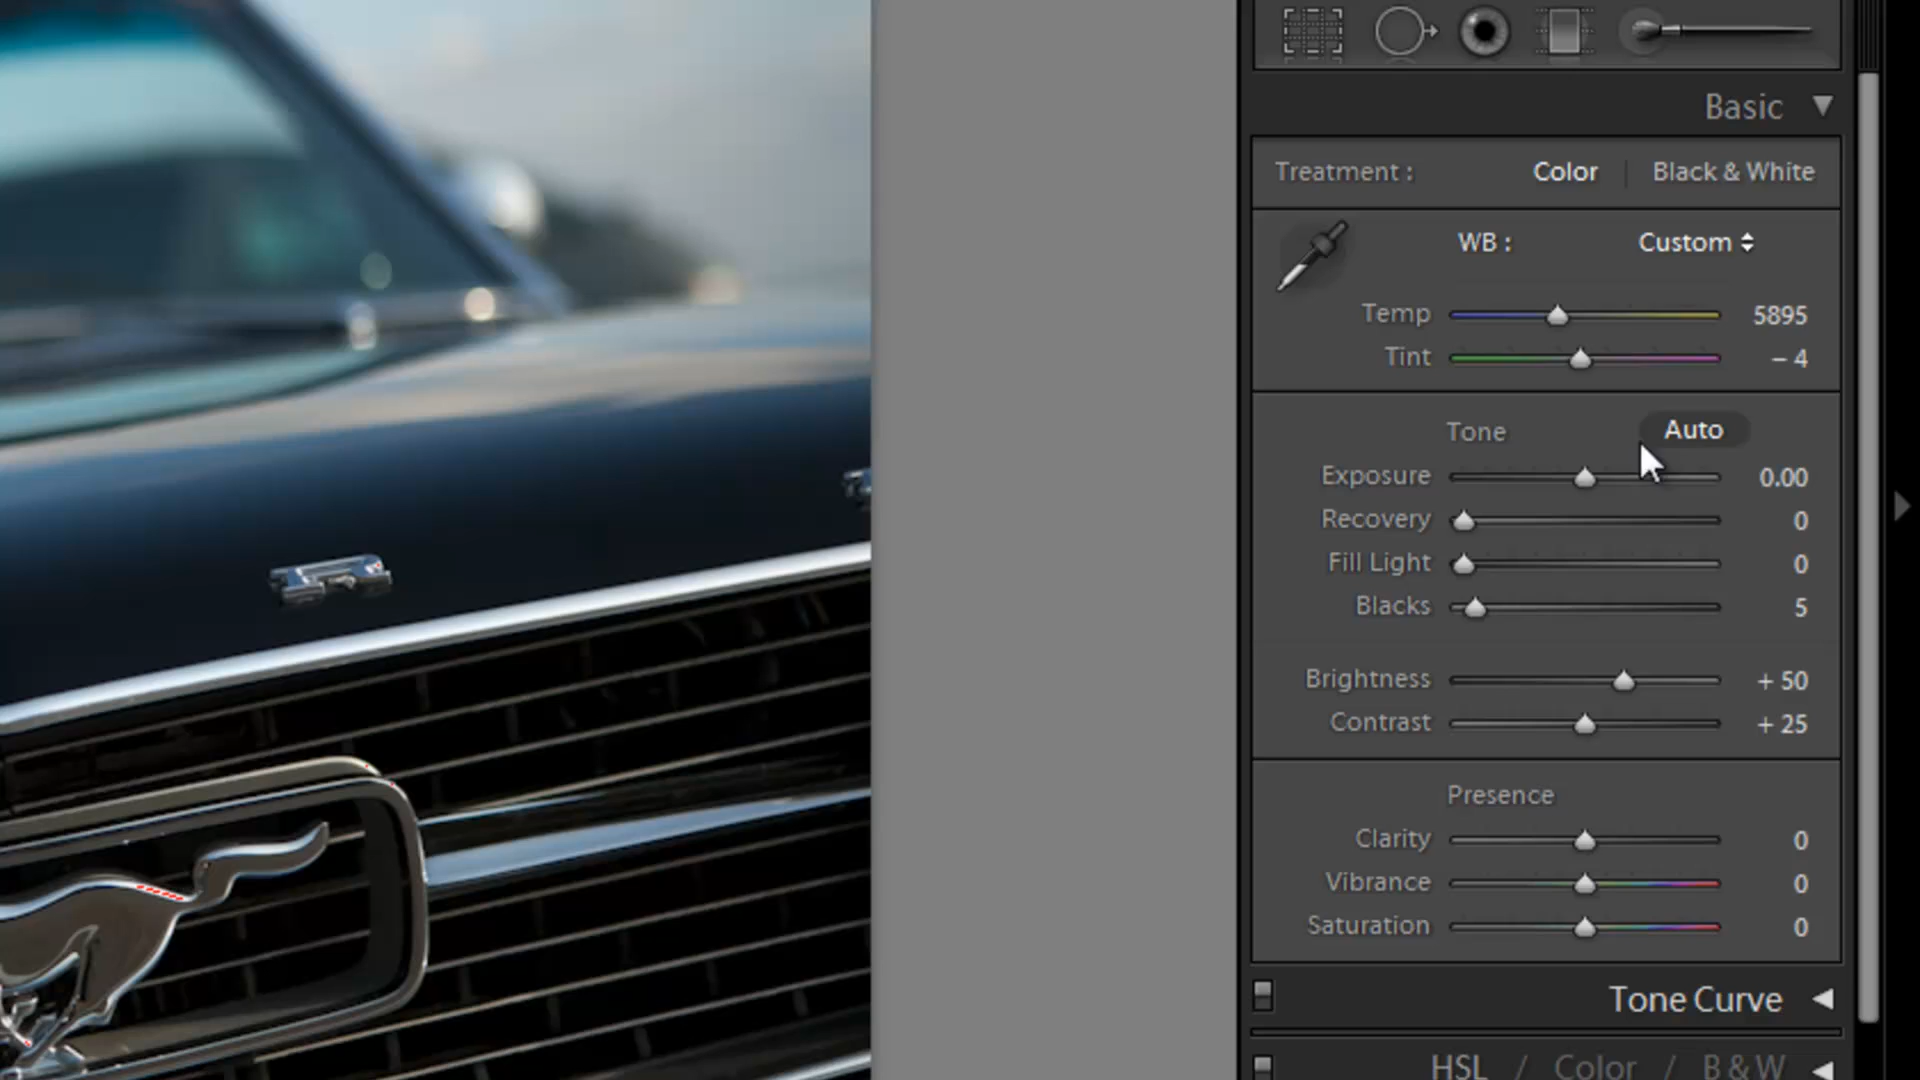 Basic
Treatment : Color Black & White
WB : Custom
Temp 5895
Tint – 4
Tone Auto
Exposure 0.00
Recovery 0
Fill Light 0
Blacks 5
Brightness + 50
Contrast + 25
Presence
Clarity 0
Vibrance 0
Saturation 0
Tone Curve
HSL / Color / B & W